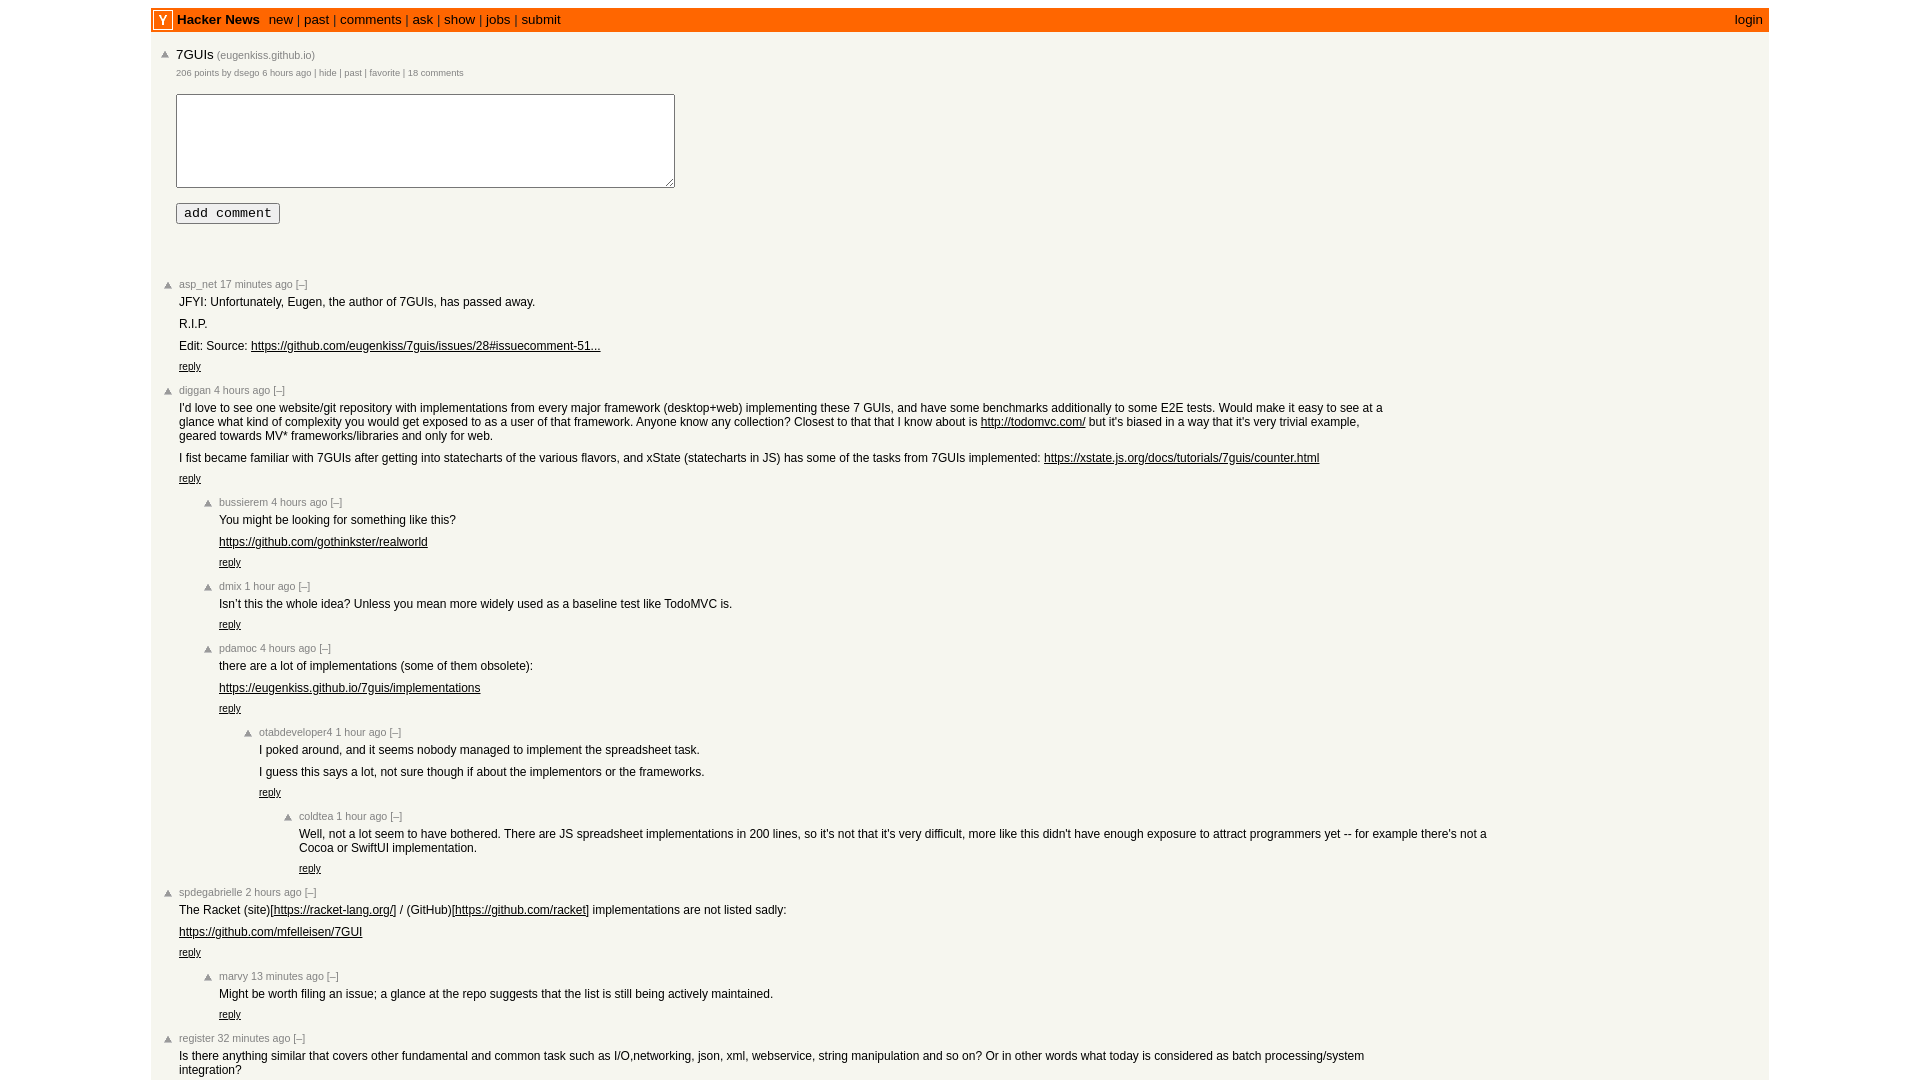 Y Hacker News new | past | comments | ask | show | jobs | submit login
7GUIs (eugenkiss.github.io)
206 points by dsego 6 hours ago | hide | past | favorite | 18 comments
add comment
asp_net 17 minutes ago [–]
JFYI: Unfortunately, Eugen, the author of 7GUIs, has passed away.
R.I.P.
Edit: Source: https://github.com/eugenkiss/7guis/issues/28#issuecomment-51...
reply
diggan 4 hours ago [–]
I'd love to see one website/git repository with implementations from every major framework (desktop+web) implementing these 7 GUIs, and have some benchmarks additionally to some E2E tests. Would make it easy to see at a
glance what kind of complexity you would get exposed to as a user of that framework. Anyone know any collection? Closest to that that I know about is http://todomvc.com/ but it's biased in a way that it's very trivial example,
geared towards MV* frameworks/libraries and only for web.
I fist became familiar with 7GUIs after getting into statecharts of the various flavors, and xState (statecharts in JS) has some of the tasks from 7GUIs implemented: https://xstate.js.org/docs/tutorials/7guis/counter.html
reply
bussierem 4 hours ago [–]
You might be looking for something like this?
https://github.com/gothinkster/realworld
reply
dmix 1 hour ago [–]
Isn’t this the whole idea? Unless you mean more widely used as a baseline test like TodoMVC is.
reply
pdamoc 4 hours ago [–]
there are a lot of implementations (some of them obsolete):
https://eugenkiss.github.io/7guis/implementations
reply
otabdeveloper4 1 hour ago [–]
I poked around, and it seems nobody managed to implement the spreadsheet task.
I guess this says a lot, not sure though if about the implementors or the frameworks.
reply
coldtea 1 hour ago [–]
Well, not a lot seem to have bothered. There are JS spreadsheet implementations in 200 lines, so it's not that it's very difficult, more like this didn't have enough exposure to attract programmers yet -- for example there's not a
Cocoa or SwiftUI implementation.
reply
spdegabrielle 2 hours ago [–]
The Racket (site)[https://racket-lang.org/] / (GitHub)[https://github.com/racket] implementations are not listed sadly:
https://github.com/mfelleisen/7GUI
reply
marvy 13 minutes ago [–]
Might be worth filing an issue; a glance at the repo suggests that the list is still being actively maintained.
reply
register 32 minutes ago [–]
Is there anything similar that covers other fundamental and common task such as I/O,networking, json, xml, webservice, string manipulation and so on? Or in other words what today is considered as batch processing/system
integration?